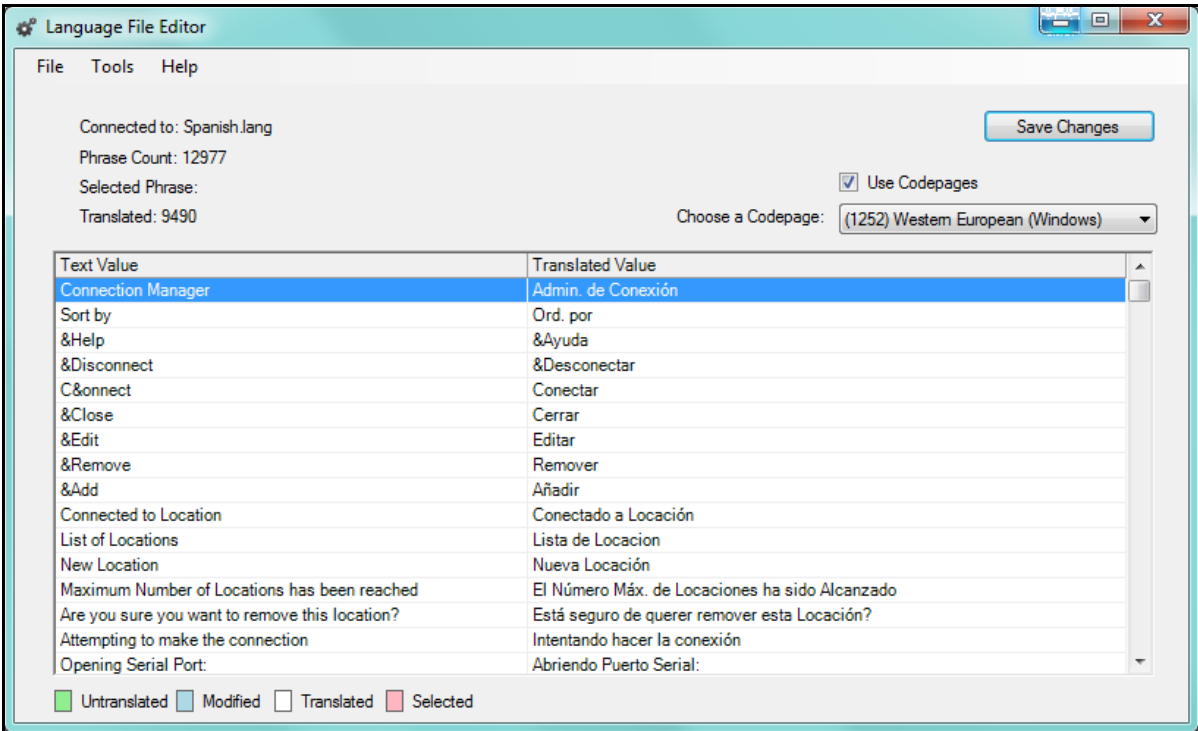 Language File Editor
File Tools Help
Connected to: Spanish.lang
Save Changes
Phrase Count: 12977
Use Codepages
Selected Phrase:
Translated: 9490
Choose a Codepage: (1252) Western European (Windows)
Text Value Translated Value
Connection Manager Admin. de Conexión
Sort by Ord. por
&Help &Ayuda
&Disconnect &Desconectar
C&onnect Conectar
&Close Cerrar
&Edit Editar
&Remove Remover
&Add Añadir
Connected to Location Conectado a Locación
List of Locations Lista de Locacion
New Location Nueva Locación
Maximum Number of Locations has been reached El Número Máx. de Locaciones ha sido Alcanzado
Are you sure you want to remove this location? Está seguro de querer remover esta Locación?
Attempting to make the connection Intentando hacer la conexión
Opening Serial Port: Abriendo Puerto Serial:
Untranslated Modified Translated Selected